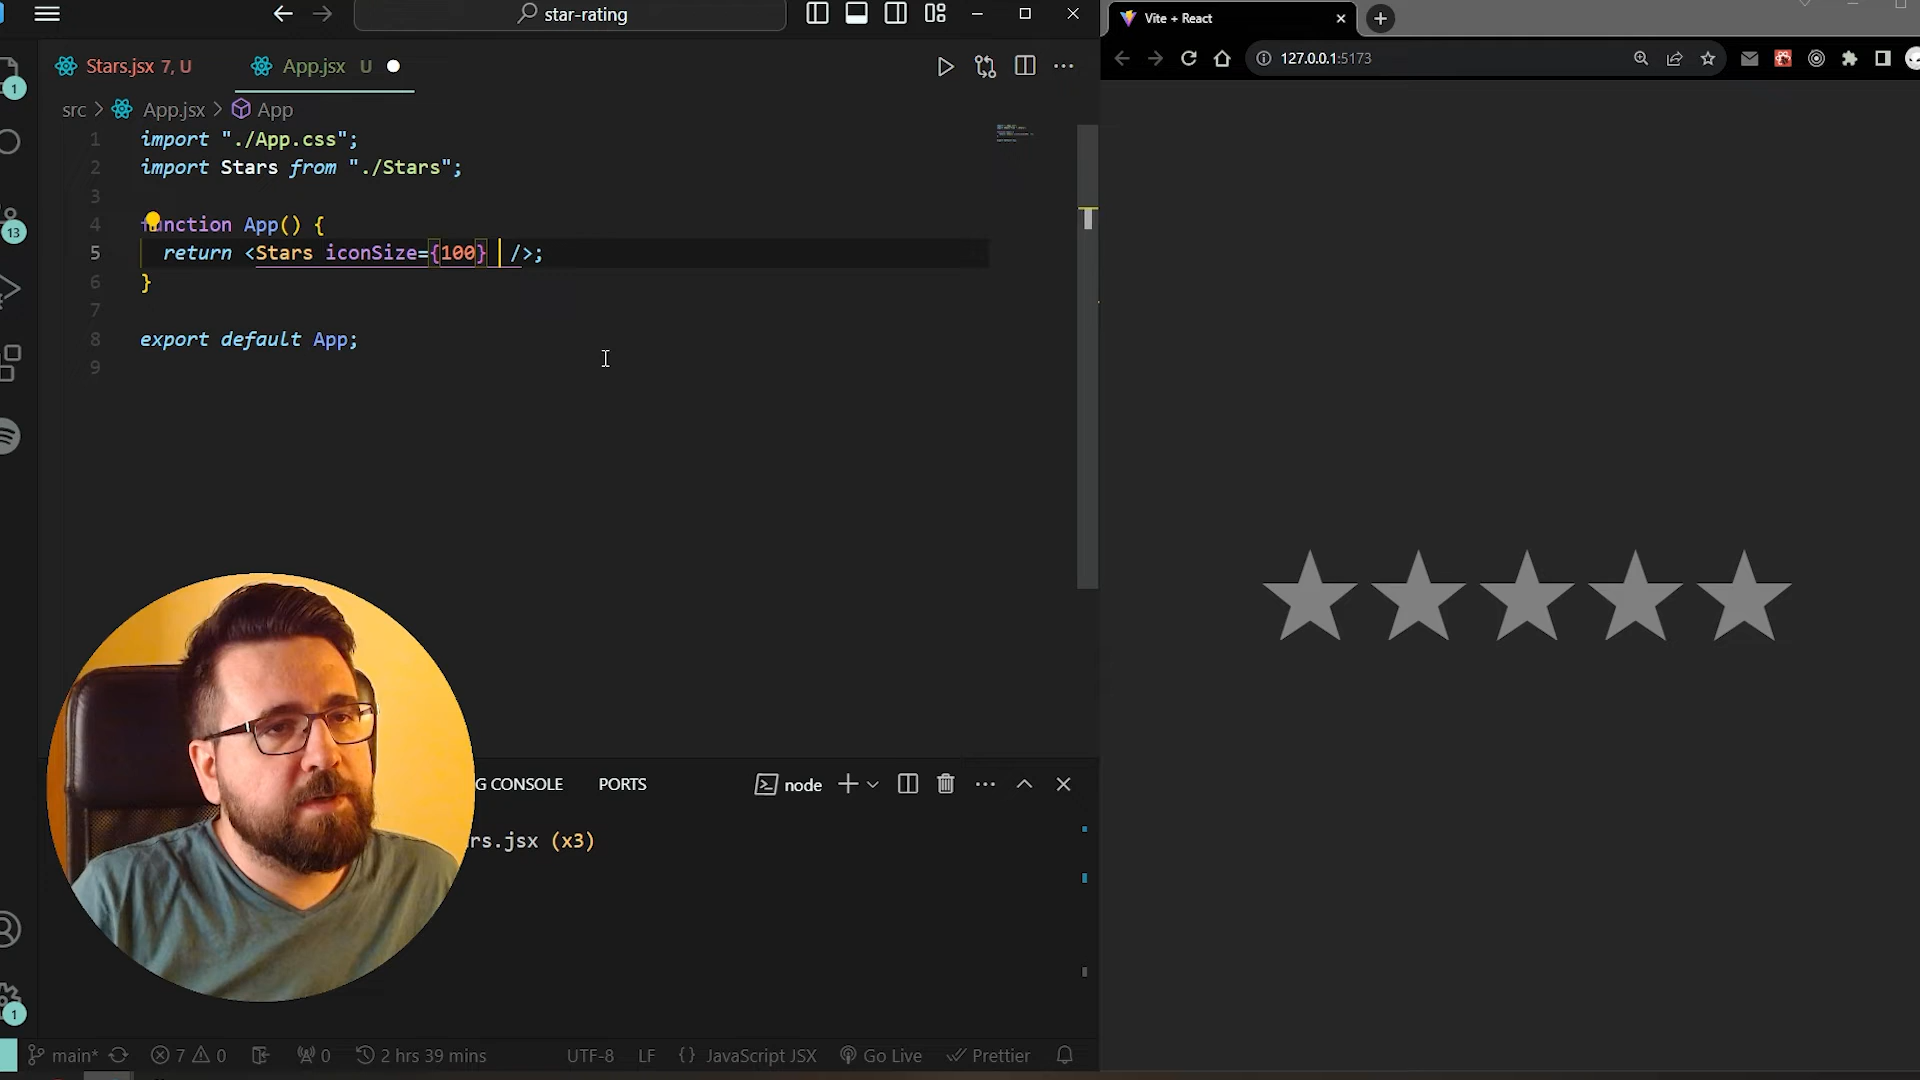 star-rating
Stars.jsx 7, U
App.jsx U
src > App.jsx > App
1 import "./App.css";
2 import Stars from "./Stars";
3
4 function App() {
5 return <Stars iconSize={100} />;
6 }
7
8 export default App;
9
1
13
1
PORTS
node
(x3)
main*
7
0
0
2 hrs 39 mins
UTF-8
LF
{} JavaScript JSX
Go Live
Prettier
Vite + React
127.0.0.1:5173